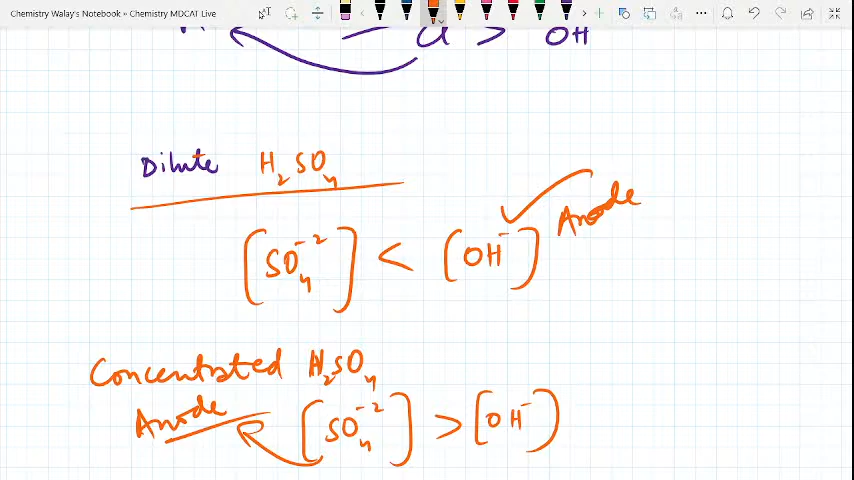 Chemistry Walay's Notebook » Chemistry MDCAT Live
Cl > OH
Dilute H₂SO₄
[SO₄⁻²] < [OH⁻] Anode
Concentrated H₂SO₄
Anode [SO₄⁻²] > [OH⁻]